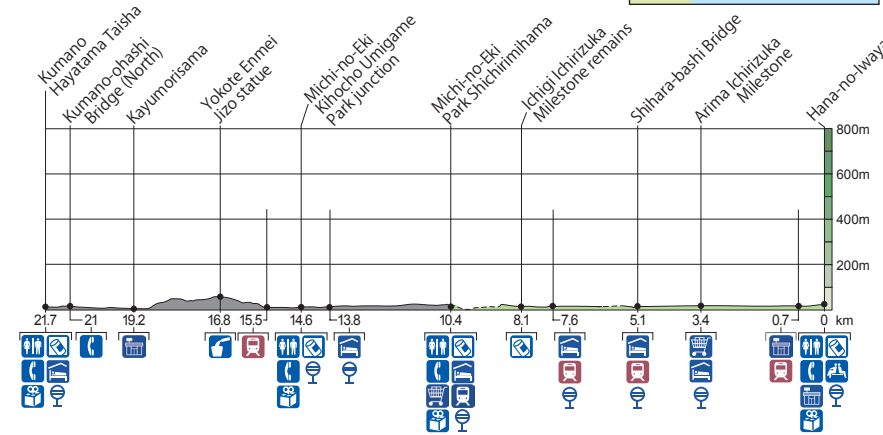 Kumano
Hayatama Taisha
Kumano-ohashi
Bridge (North)
Kayumorisama
Yokote Enmei
Jizo statue
Michi-no-Eki
Kihocho Umigame
Park junction
Michi-no-Eki
Park Shichirimihama
Ichigi Ichirizuka
Milestone remains
Shihara-bashi Bridge
Arima Ichirizuka
Milestone
Hana-no-Iwaya
800m
600m
400m
200m
21.7 21 19.2 16.8 15.5 14.6 13.8 10.4 8.1 7.6 5.1 3.4 0.7 0 km